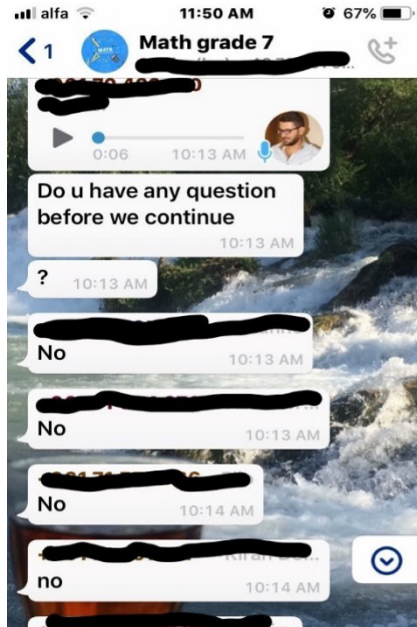 alfa
11:50 AM
67%
1
MATH
Math grade 7
0:06
10:13 AM
Do u have any question
before we continue
10:13 AM
?
10:13 AM
No
10:13 AM
No
10:13 AM
No
10:14 AM
no
10:14 AM